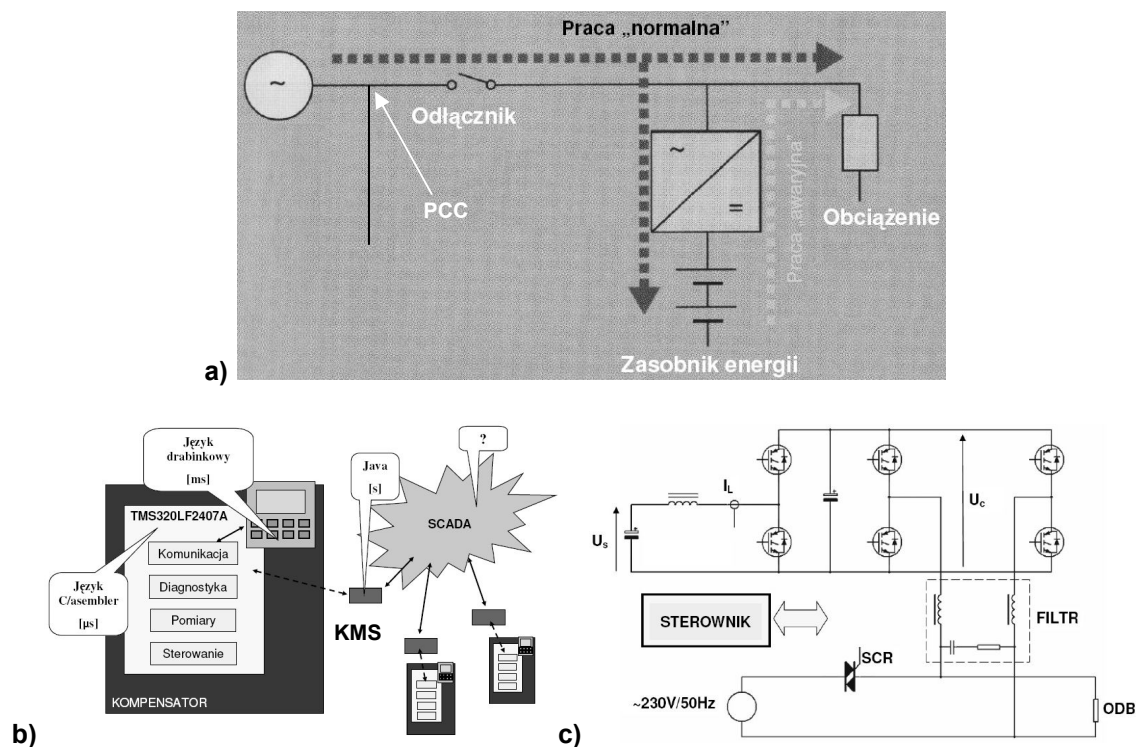 Praca „normalna”
~
Odłącznik
PCC
~
=
Praca „awaryjna”
Obciążenie
Zasobnik energii
a)
Język
drabinkowy
[ms]
?
Java
[s]
TMS320LF2407A
SCADA
Komunikacja
Język
C/asembler
[µs]
Diagnostyka
Pomiary
Sterowanie
KMS
KOMPENSATOR
b)
I_L
U_s
U_c
STEROWNIK
FILTR
SCR
~230V/50Hz
ODB
c)